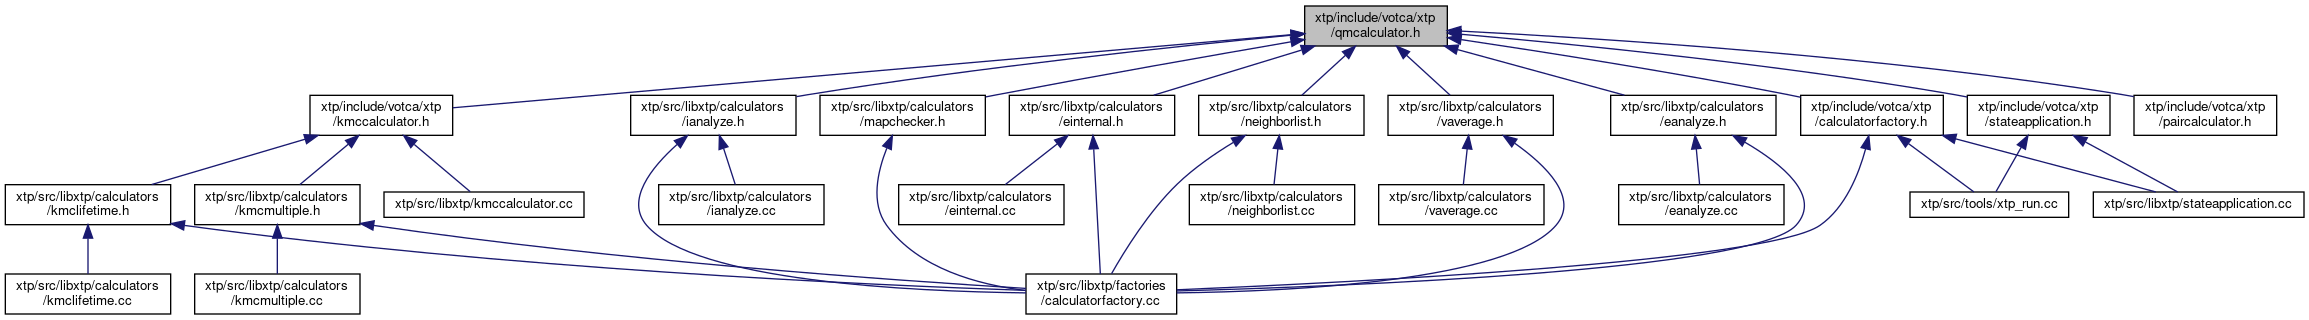 xtp/include/votca/xtp
/qmcalculator.h
xtp/include/votca/xtp
/kmccalculator.h
xtp/src/libxtp/calculators
/ianalyze.h
xtp/src/libxtp/calculators
/mapchecker.h
xtp/src/libxtp/calculators
/einternal.h
xtp/src/libxtp/calculators
/neighborlist.h
xtp/src/libxtp/calculators
/vaverage.h
xtp/src/libxtp/calculators
/eanalyze.h
xtp/include/votca/xtp
/calculatorfactory.h
xtp/include/votca/xtp
/stateapplication.h
xtp/include/votca/xtp
/paircalculator.h
xtp/src/libxtp/calculators
/kmclifetime.h
xtp/src/libxtp/calculators
/kmcmultiple.h
xtp/src/libxtp/kmccalculator.cc
xtp/src/libxtp/calculators
/ianalyze.cc
xtp/src/libxtp/calculators
/einternal.cc
xtp/src/libxtp/calculators
/neighborlist.cc
xtp/src/libxtp/calculators
/vaverage.cc
xtp/src/libxtp/calculators
/eanalyze.cc
xtp/src/tools/xtp_run.cc
xtp/src/libxtp/stateapplication.cc
xtp/src/libxtp/calculators
/kmclifetime.cc
xtp/src/libxtp/calculators
/kmcmultiple.cc
xtp/src/libxtp/factories
/calculatorfactory.cc